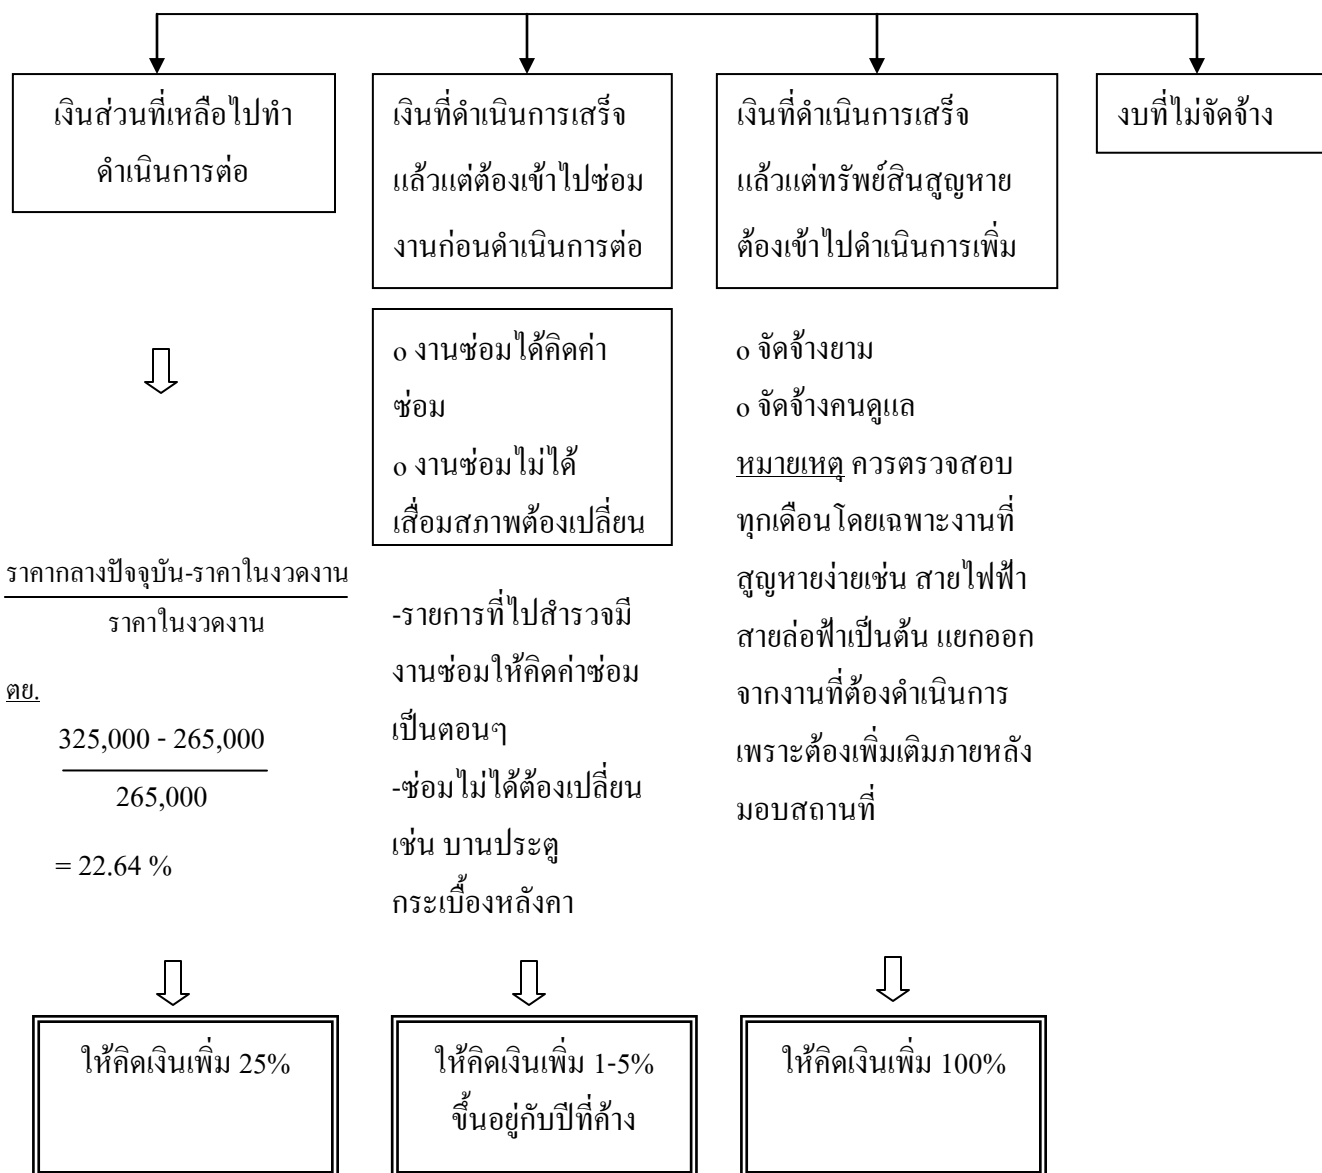 เงินส่วนที่เหลือไปทำ
ดำเนินการต่อ
เงินที่ดำเนินการเสร็จ
แล้วแต่ต้องเข้าไปซ่อม
งานก่อนดำเนินการต่อ
เงินที่ดำเนินการเสร็จ
แล้วแต่ทรัพย์สินสูญหาย
ต้องเข้าไปดำเนินการเพิ่ม
งบที่ไม่จัดจ้าง
ราคากลางปัจจุบัน-ราคาในงวดงาน
ราคาในงวดงาน
ตย.
325,000 - 265,000
265,000
= 22.64 %
o งานซ่อมได้คิดค่า
ซ่อม
o งานซ่อมไม่ได้
เสื่อมสภาพต้องเปลี่ยน
-รายการที่ไปสำรวจมี
งานซ่อมให้คิดค่าซ่อม
เป็นตอนๆ
-ซ่อมไม่ได้ต้องเปลี่ยน
เช่น บานประตู
กระเบื้องหลังคา
o จัดจ้างยาม
o จัดจ้างคนดูแล
หมายเหตุ ควรตรวจสอบ
ทุกเดือนโดยเฉพาะงานที่
สูญหายง่ายเช่น สายไฟฟ้า
สายล่อฟ้าเป็นต้น แยกออก
จากงานที่ต้องดำเนินการ
เพราะต้องเพิ่มเติมภายหลัง
มอบสถานที่
ให้คิดเงินเพิ่ม 25%
ให้คิดเงินเพิ่ม 1-5%
ขึ้นอยู่กับปีที่ค้าง
ให้คิดเงินเพิ่ม 100%